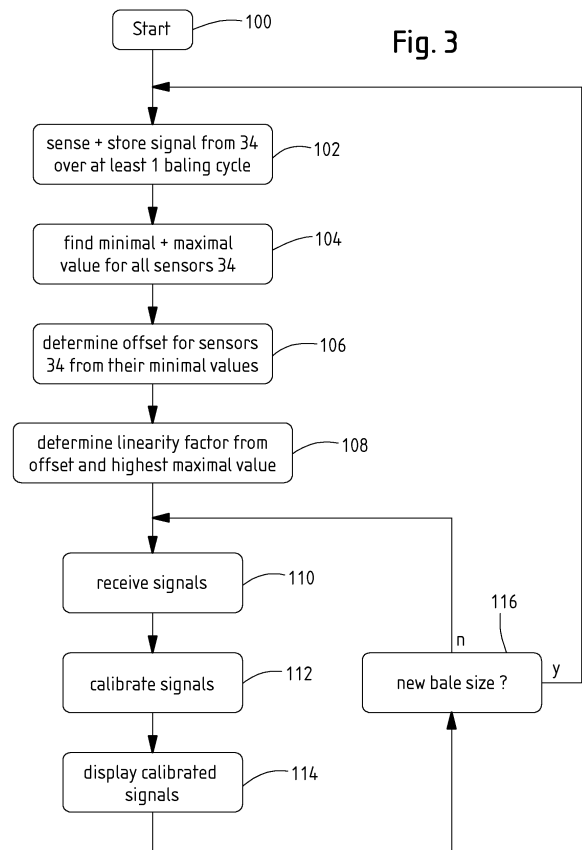 Start
100
Fig. 3
sense + store signal from 34
over at least 1 baling cycle
102
find minimal + maximal
value for all sensors 34
104
determine offset for sensors
34 from their minimal values
106
determine linearity factor from
offset and highest maximal value
108
receive signals
110
116
n
y
calibrate signals
112
new bale size ?
display calibrated
signals
114